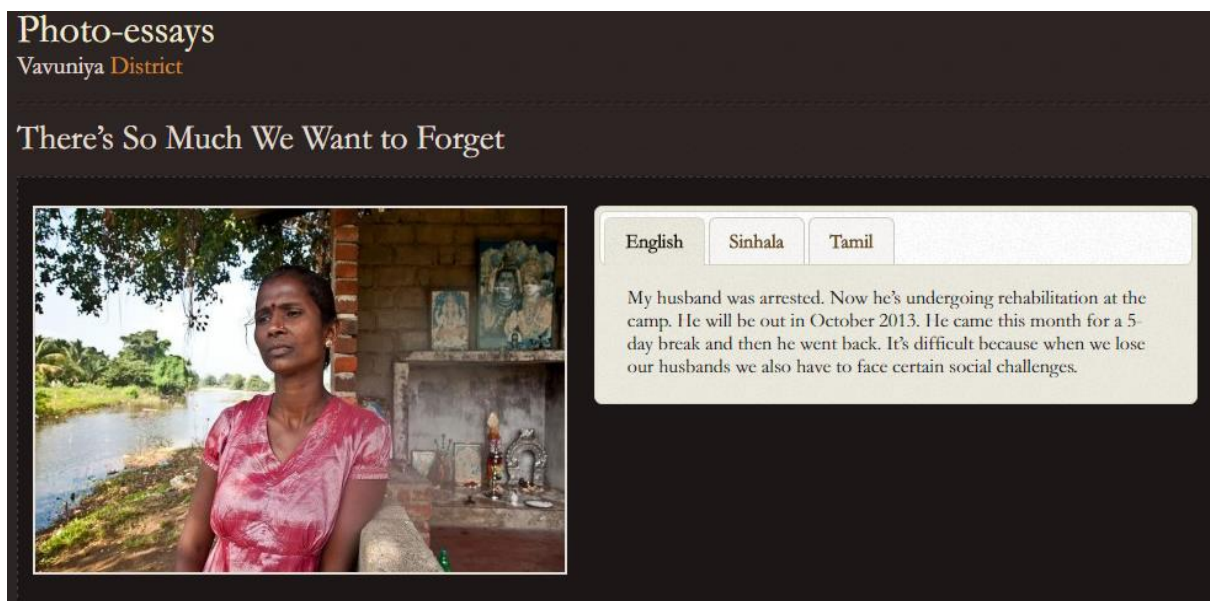 Photo-essays
Vavuniya District
There's So Much We Want to Forget
English
Sinhala
Tamil
My husband was arrested. Now he's undergoing rehabilitation at the
camp. He will be out in October 2013. He came this month for a 5-
day break and then he went back. It's difficult because when we lose
our husbands we also have to face certain social challenges.